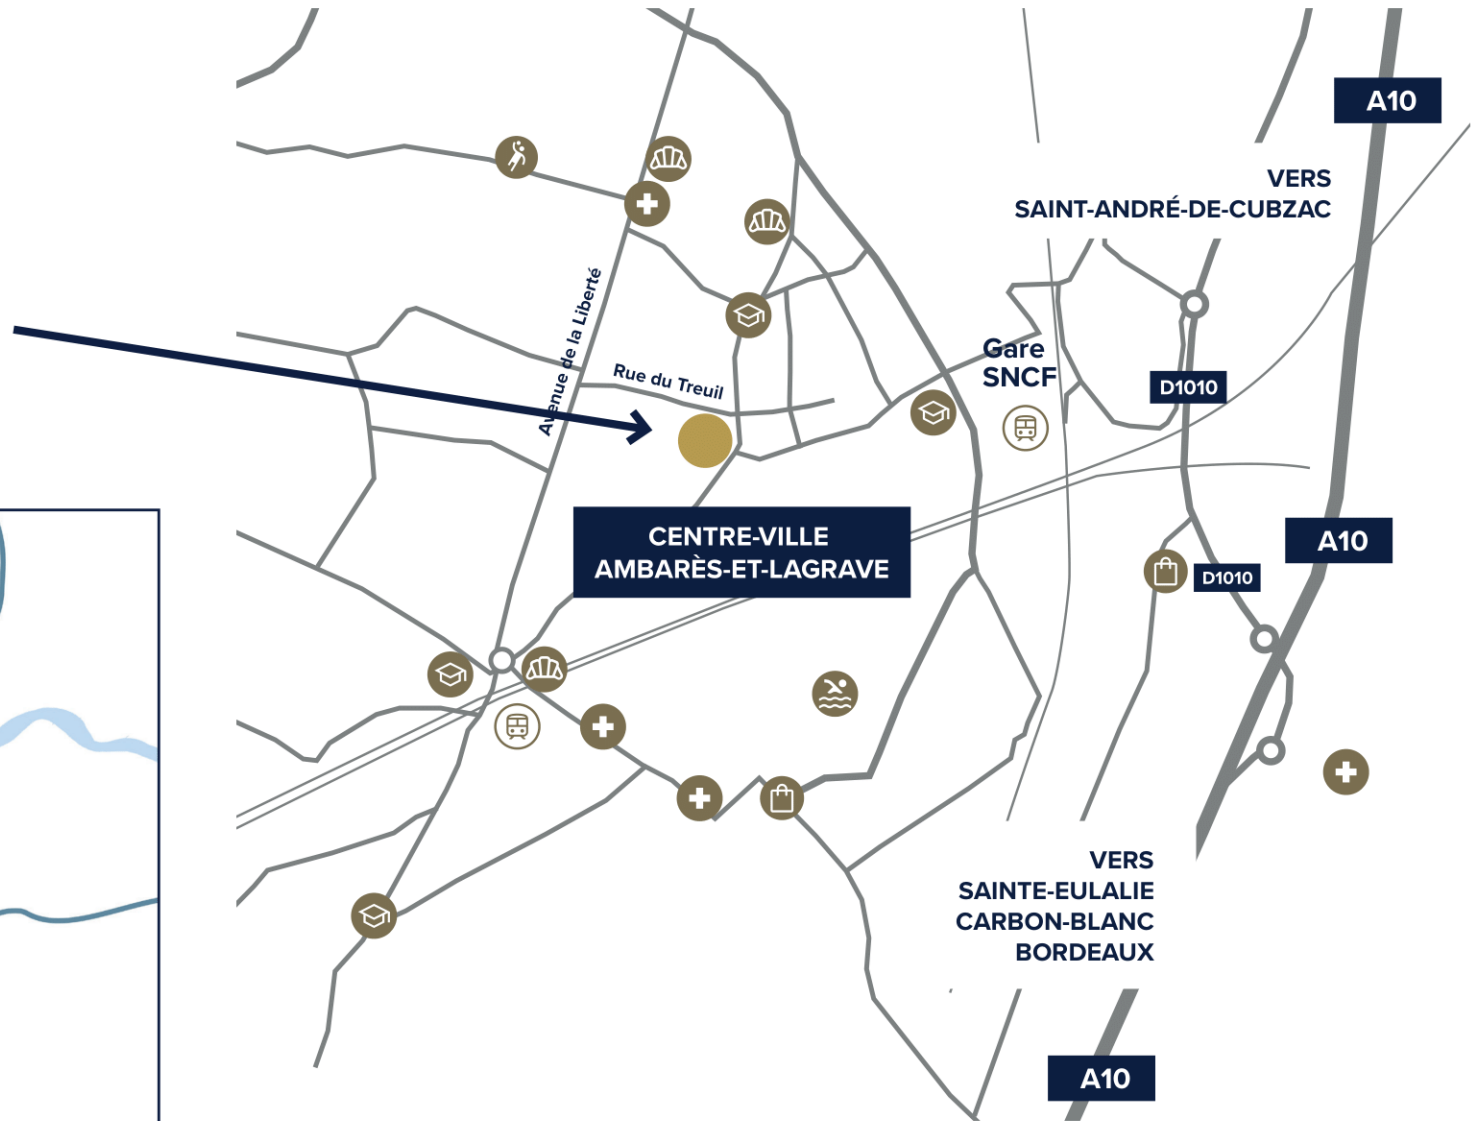 A10
VERS
SAINT-ANDRÉ-DE-CUBZAC
Avenue de la Liberté
Rue du Treuil
Gare
SNCF
D1010
CENTRE-VILLE
AMBARÈS-ET-LAGRAVE
A10
D1010
VERS
SAINTE-EULALIE
CARBON-BLANC
BORDEAUX
A10